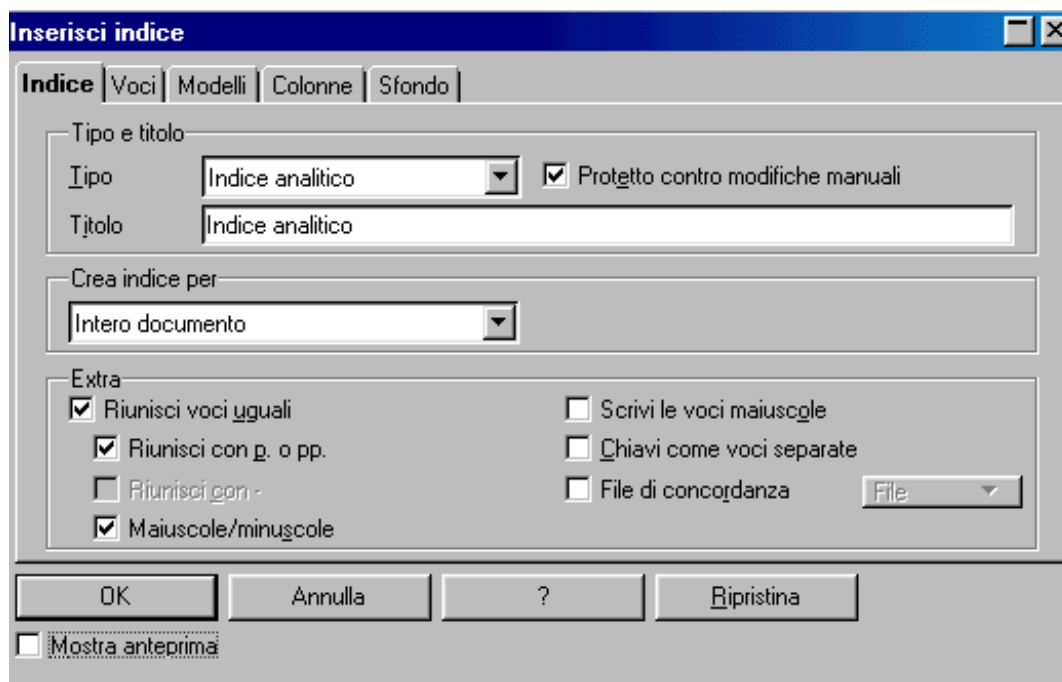 Inserisci indice
Indice Voci Modelli Colonne Sfondo
Tipo e titolo
Tipo Indice analitico Protetto contro modifiche manuali
Titolo Indice analitico
Crea indice per
Intero documento
Extra
Riunisci voci uguali Scrivi le voci maiuscole
Riunisci con p. o pp. Chiavi come voci separate
Riunisci con - File di concordanza File
Maiuscole/minuscole
OK Annulla ? Ripristina
Mostra anteprima